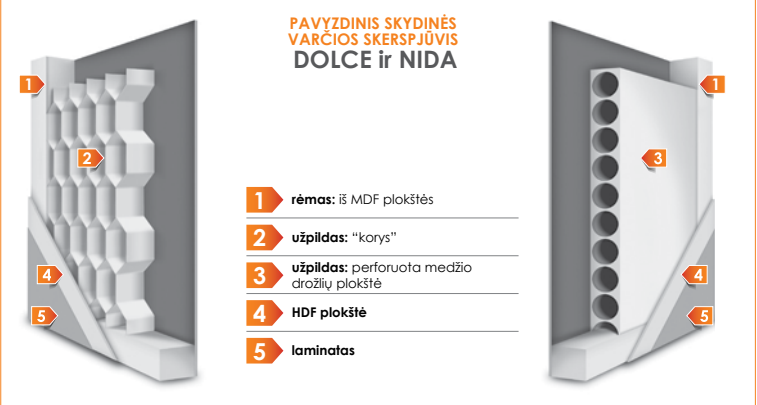 PAVYZDINIS SKYDINĖS
VARČIOS SKERSPJŪVIS
DOLCE ir NIDA
1
2
4
5
1 rėmas: iš MDF plokštės
2 užpildas: “korys”
3 užpildas: perforuota medžio
drožlių plokštė
4 HDF plokštė
5 laminatas
1
3
4
5